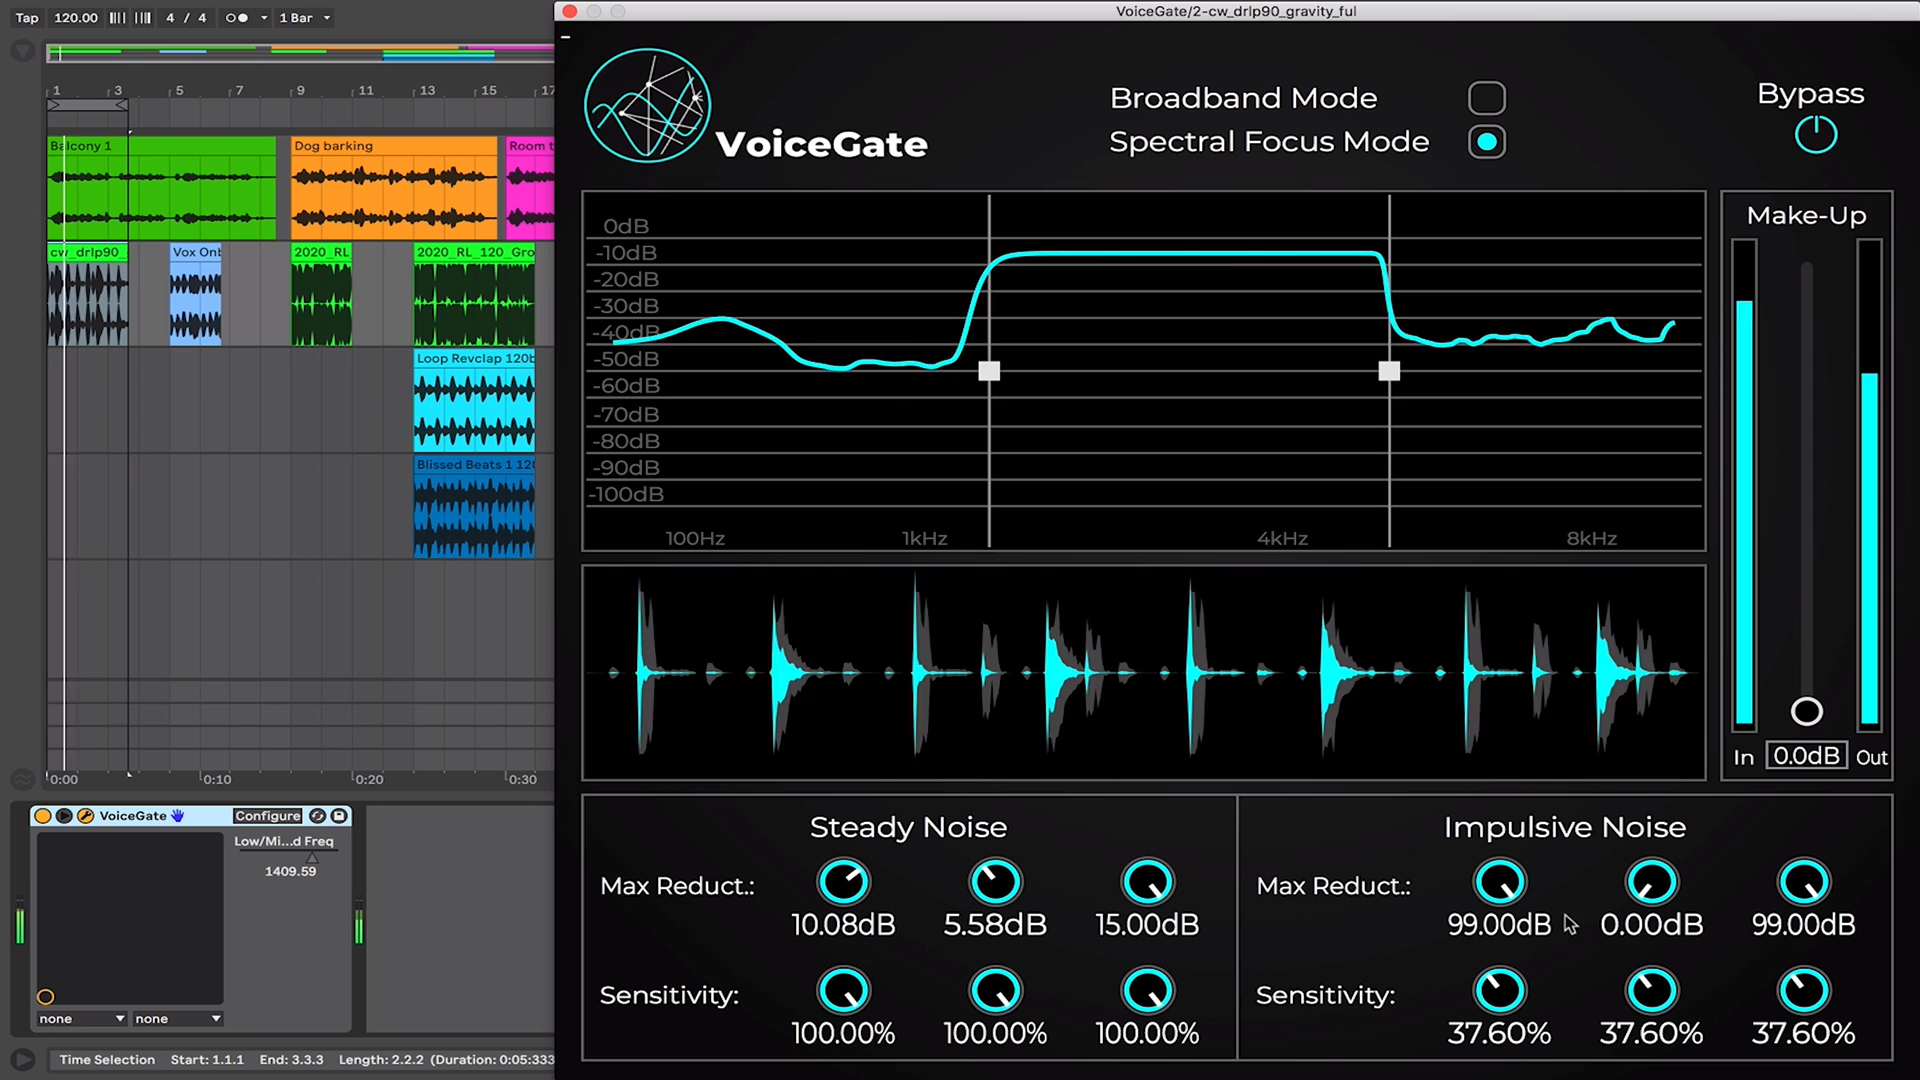 Tap 120.00 4 / 4 1 Bar
VoiceGate/2-cw_drlp90_gravity_ful
1 3 5 7 9 11 13 15 17
Balcony 1
Dog barking
Room t
cw_drlp90_
Vox Onb
2020_RL
2020_RL_120_Gro
Loop Revclap 120b
Blissed Beats 1 120
0:00 0:10 0:20 0:30
VoiceGate
Configure
Low/Mi...d Freq
1409.59
none none
Time Selection Start: 1.1.1 End: 3.3.3 Length: 2.2.2 (Duration: 0:05:333
VoiceGate
Broadband Mode
Spectral Focus Mode
Bypass
0dB
-10dB
-20dB
-30dB
-40dB
-50dB
-60dB
-70dB
-80dB
-90dB
-100dB
100Hz 1kHz 4kHz 8kHz
Make-Up
In 0.0dB Out
Steady Noise
Max Reduct.:
10.08dB 5.58dB 15.00dB
Sensitivity:
100.00% 100.00% 100.00%
Impulsive Noise
Max Reduct.:
99.00dB 0.00dB 99.00dB
Sensitivity:
37.60% 37.60% 37.60%